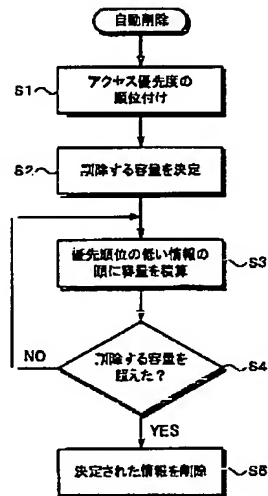 自動削除
S1
アクセス優先度の
順位付け
S2
削除する容量を決定
優先順位の低い情報の
順に容量を積算
S3
NO
削除する容量を
超えた?
S4
YES
決定された情報を削除
S5